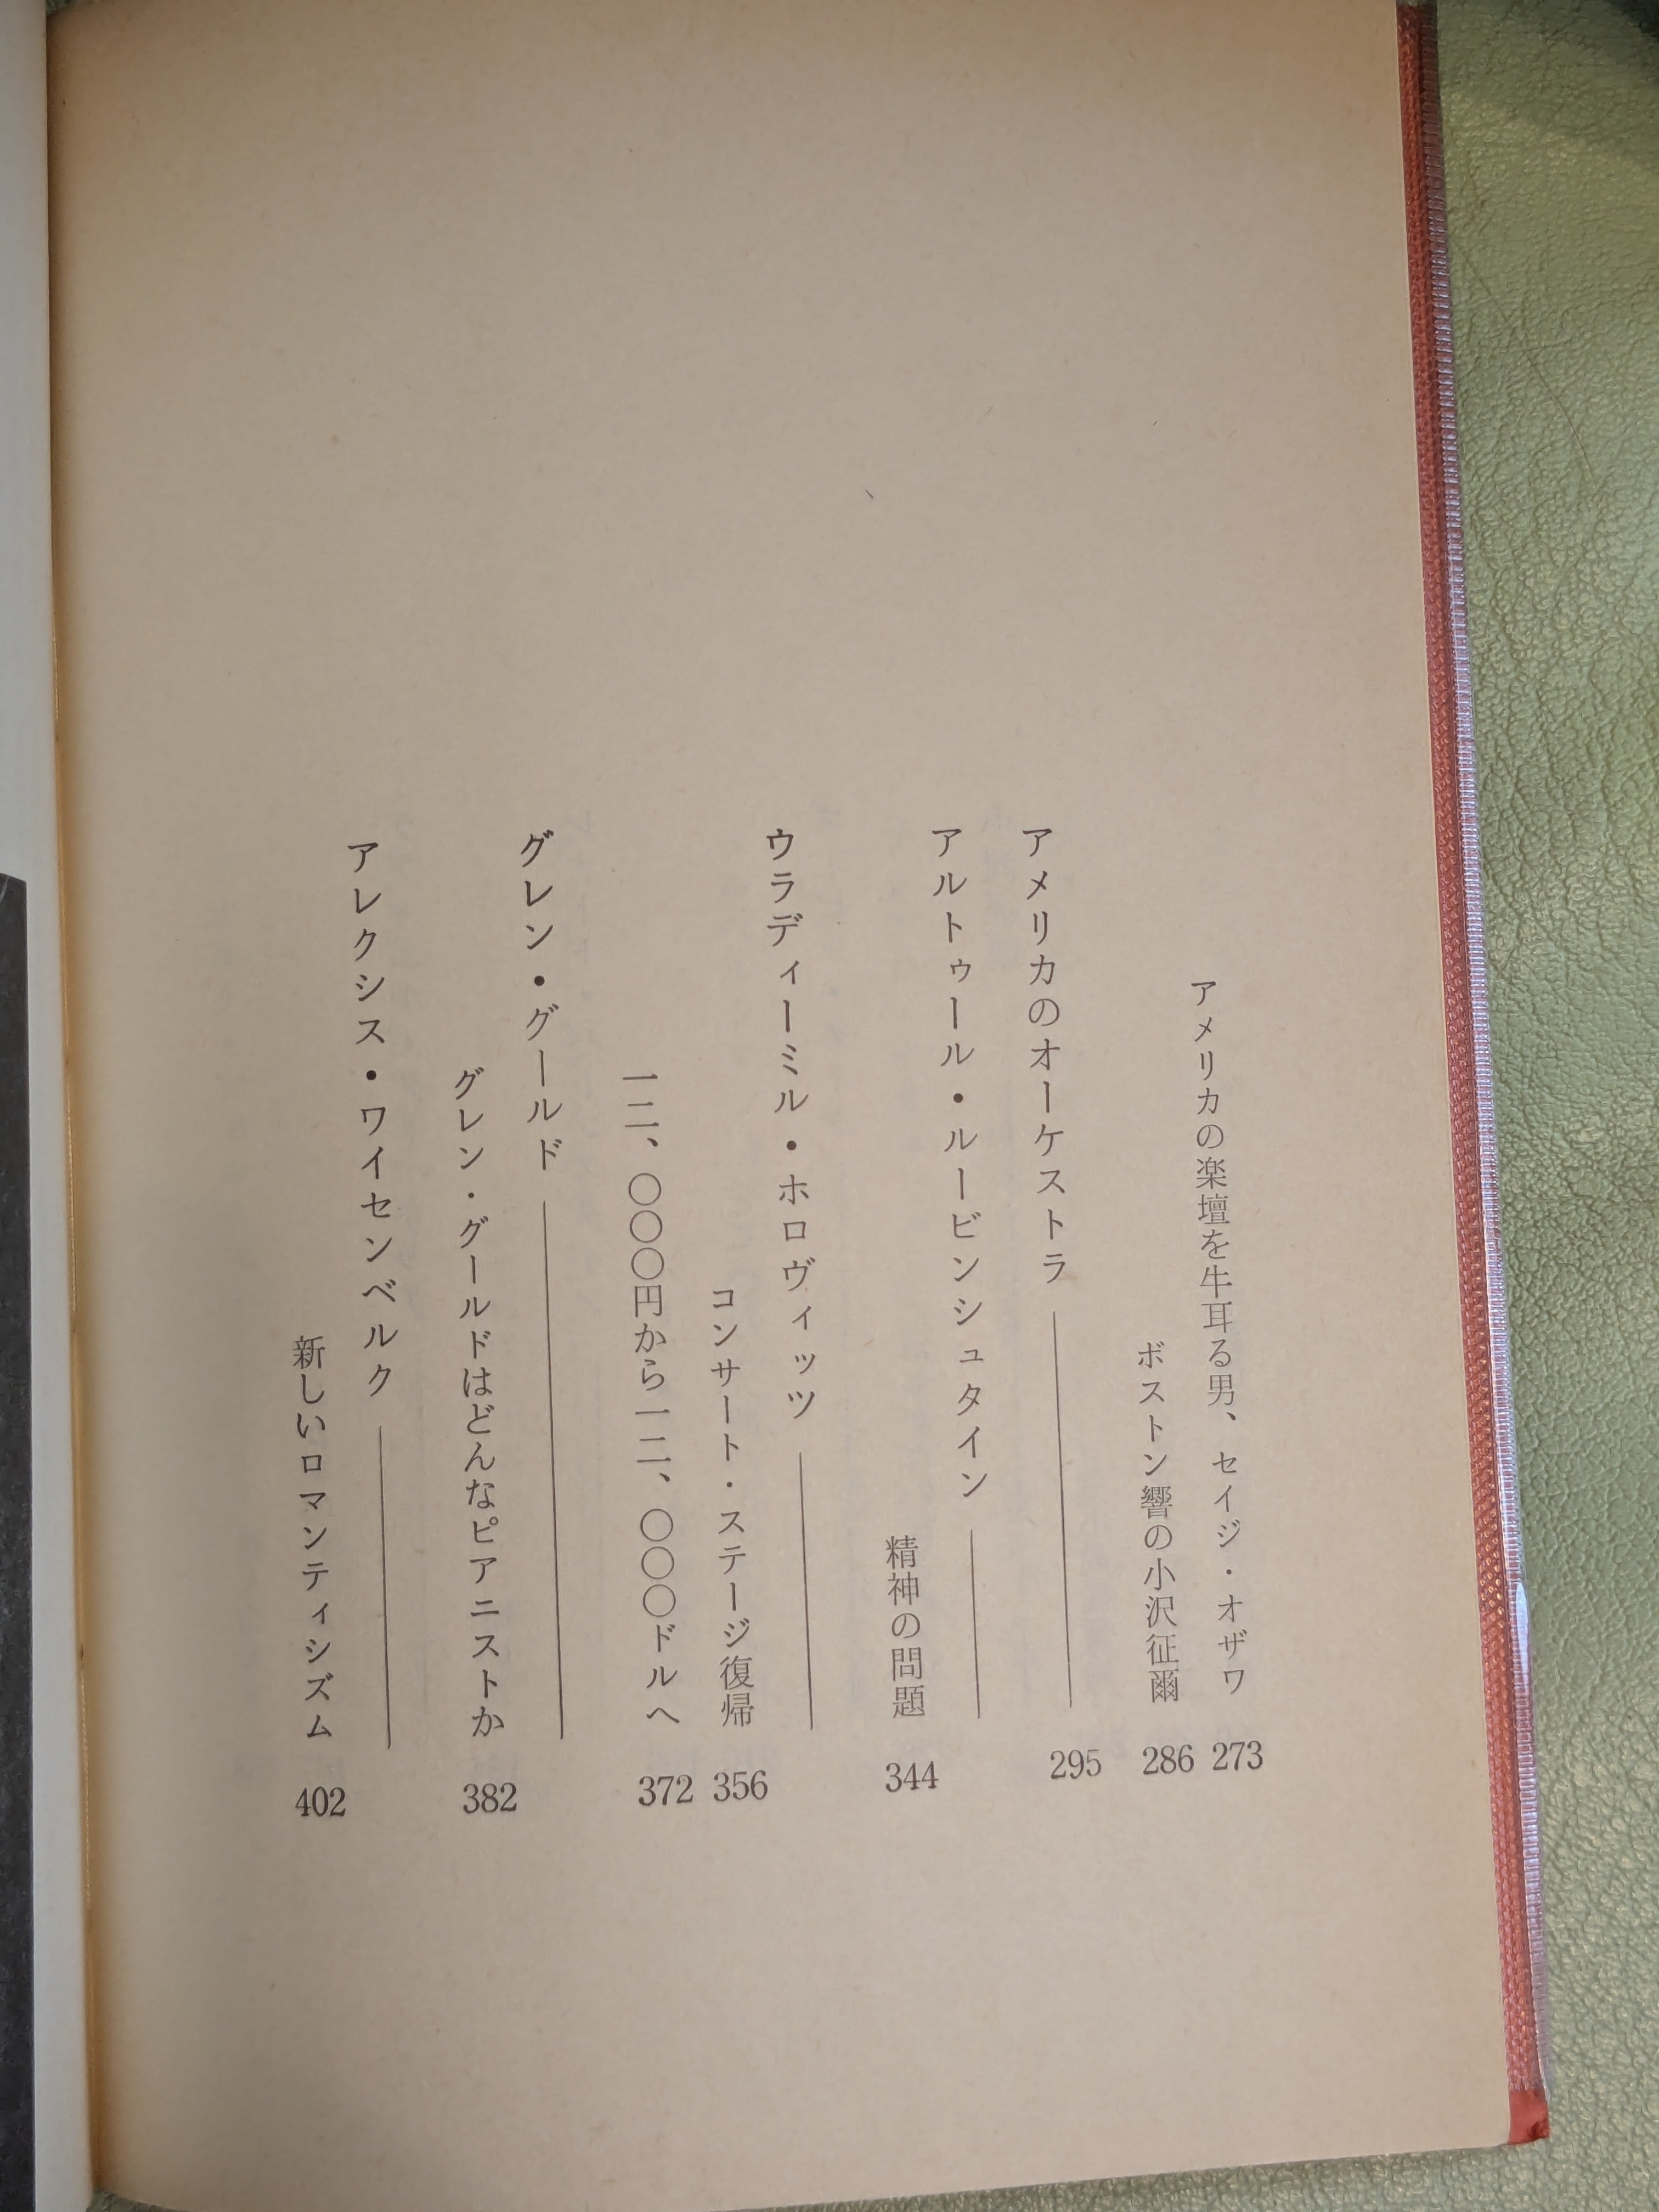 アメリカの楽壇を牛耳る男、セイジ・オザワ 273
ボストン響の小沢征爾 286
アメリカのオーケストラ 295
アルトゥール・ルービンシュタイン
精神の問題 344
ウラディーミル・ホロヴィッツ
コンサート・ステージ復帰 356
一二、〇〇〇円から一二、〇〇〇ドルへ 372
グレン・グールド
グレン・グールドはどんなピアニストか 382
アレクシス・ワイセンベルク
新しいロマンティシズム 402